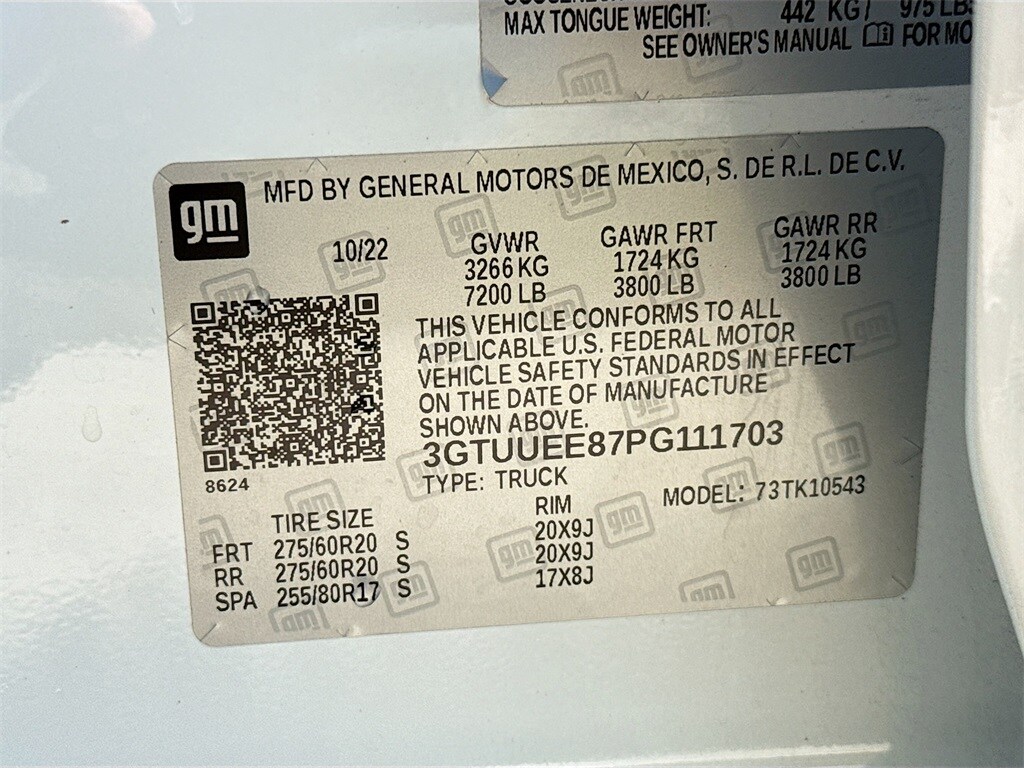 MAX TONGUE WEIGHT: 442 KG / 975 LBS
SEE OWNER'S MANUAL FOR MO
gm
MFD BY GENERAL MOTORS DE MEXICO, S. DE R.L. DE C.V.
10/22 GVWR GAWR FRT GAWR RR
3266 KG 1724 KG 1724 KG
7200 LB 3800 LB 3800 LB
THIS VEHICLE CONFORMS TO ALL
APPLICABLE U.S. FEDERAL MOTOR
VEHICLE SAFETY STANDARDS IN EFFECT
ON THE DATE OF MANUFACTURE
SHOWN ABOVE.
3GTUUEE87PG111703
8624
TYPE: TRUCK MODEL: 73TK10543
TIRE SIZE RIM
FRT 275/60R20 S 20X9J
RR 275/60R20 S 20X9J
SPA 255/80R17 S 17X8J